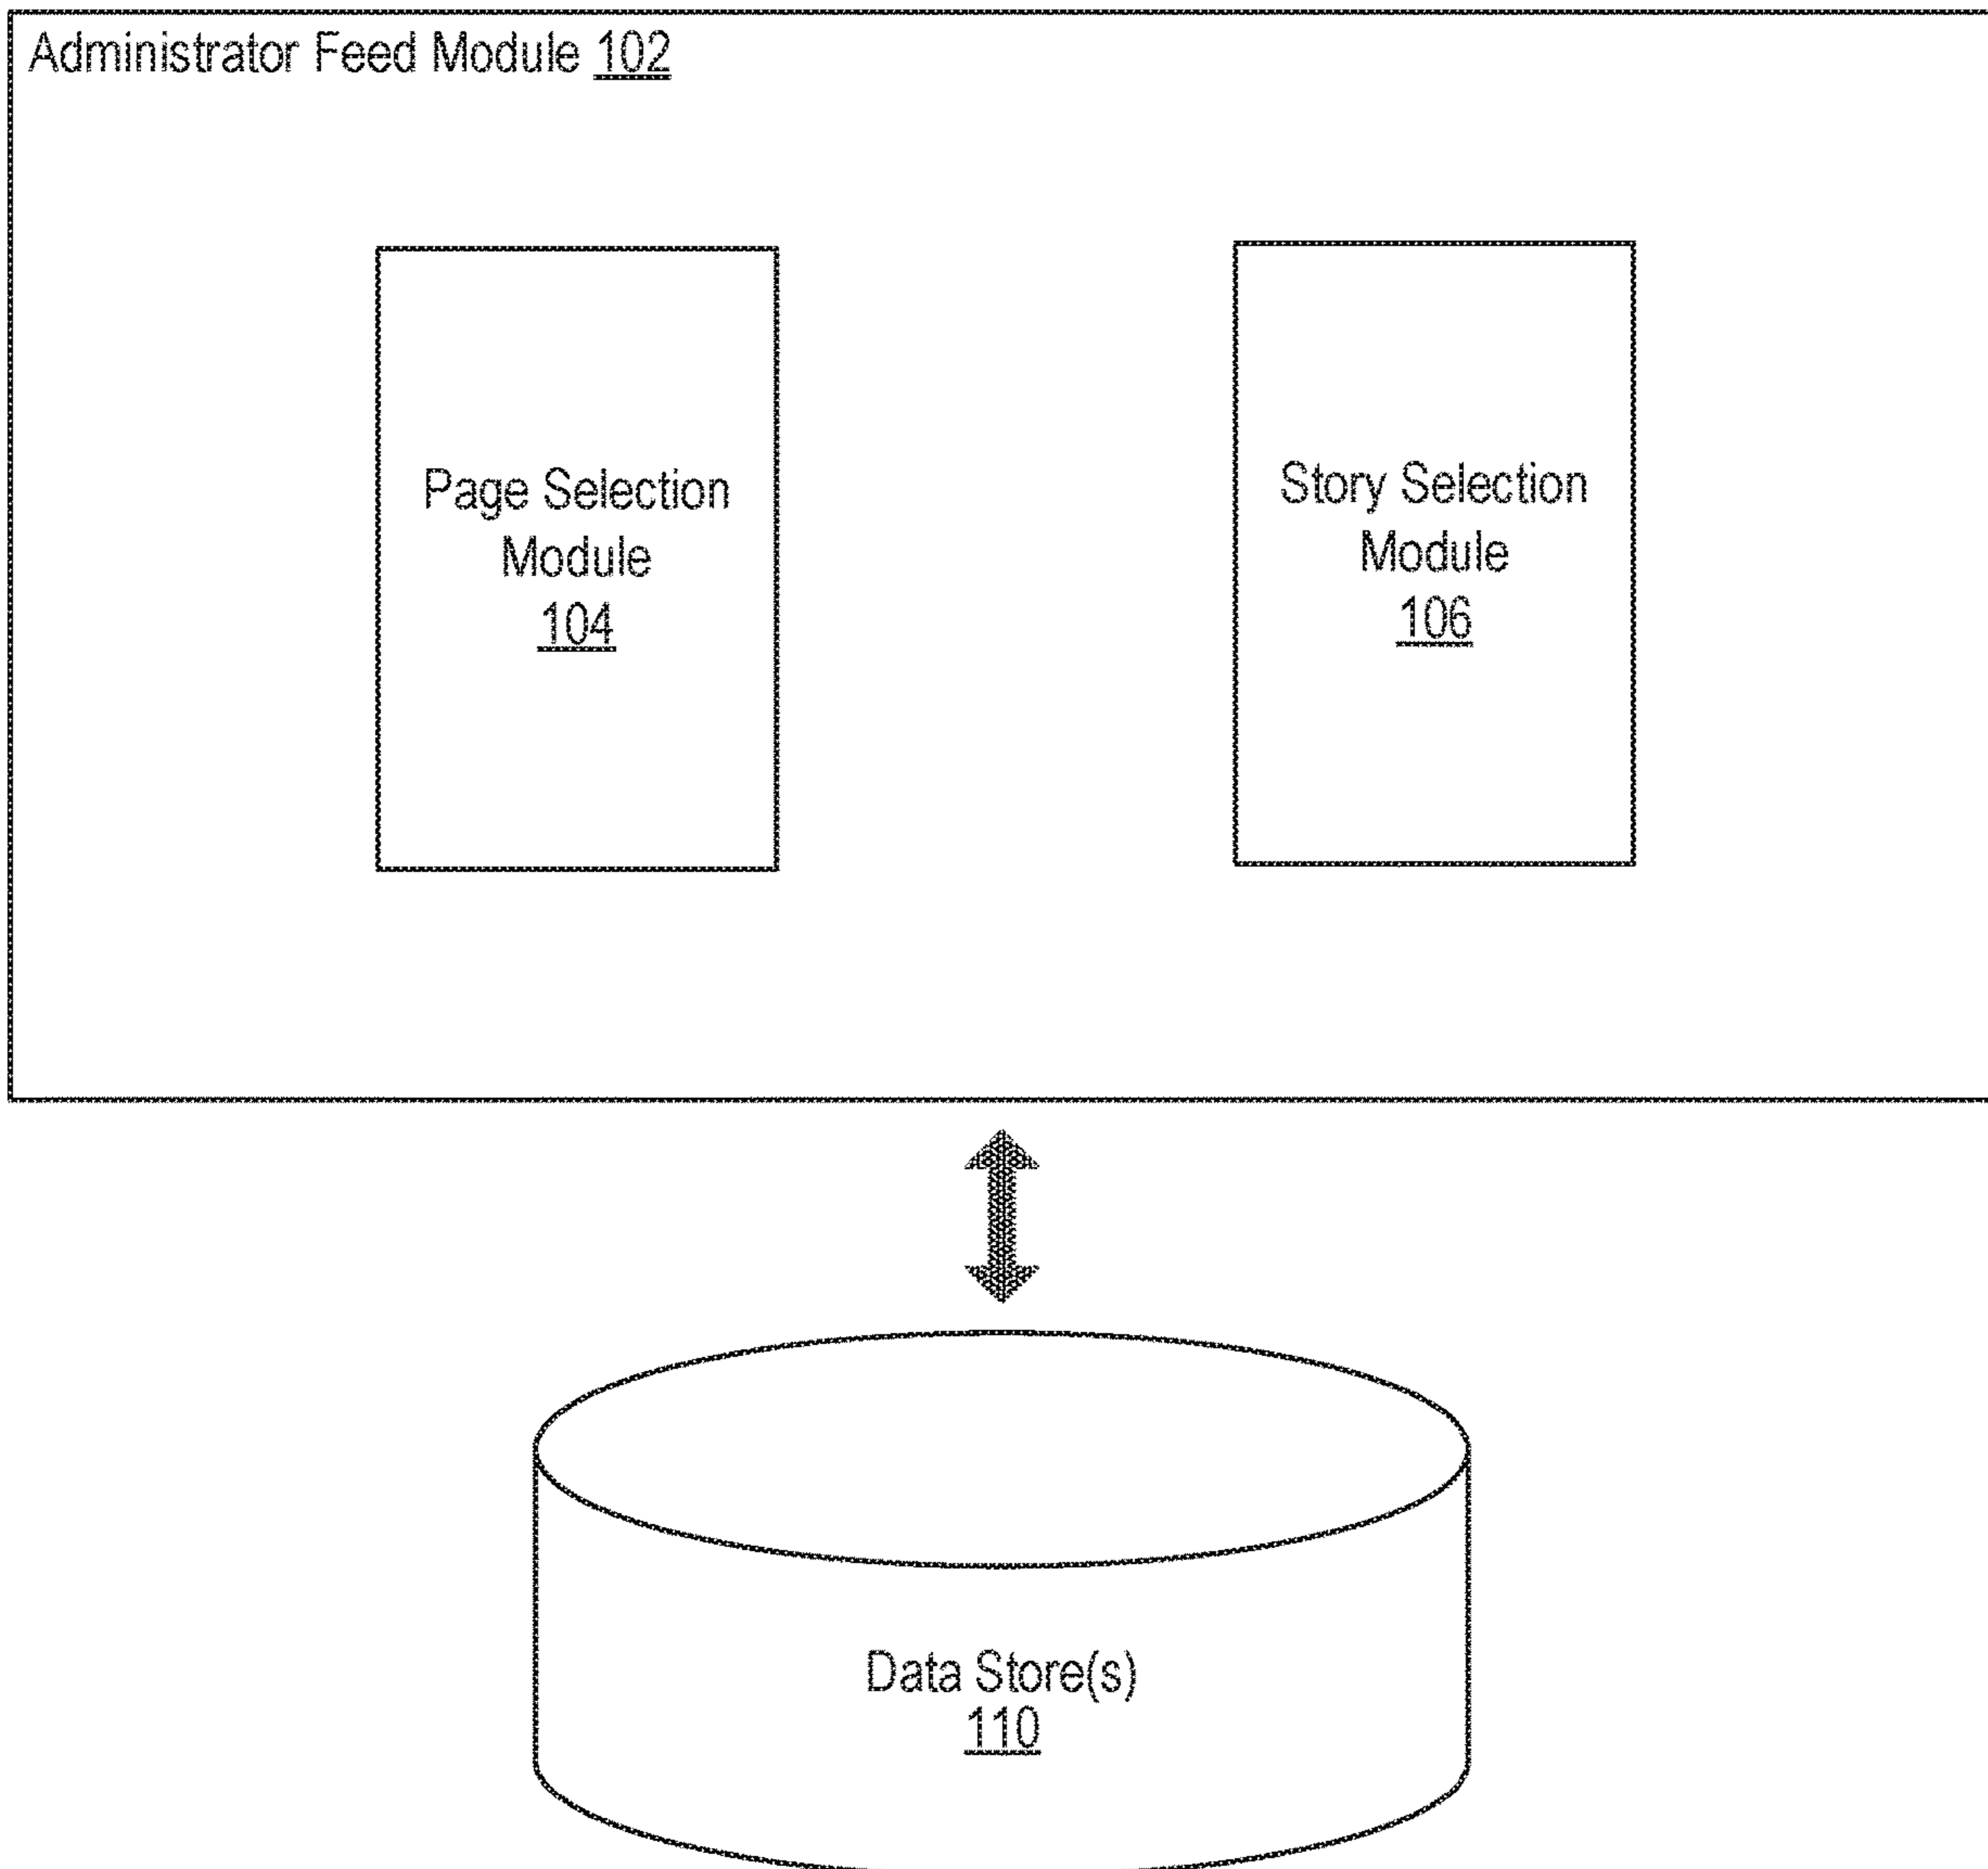 Administrator Feed Module 102
Page Selection
Module
104
Story Selection
Module
106
Data Store(s)
110